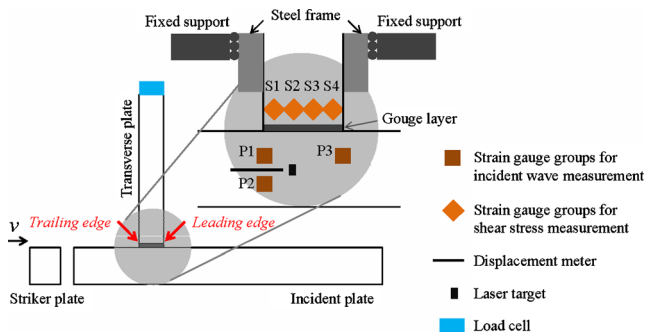 Fixed support
Steel frame
Fixed support
S1 S2 S3 S4
Gouge layer
P1
P3
P2
Transverse plate
Trailing edge
Leading edge
v
Striker plate
Incident plate
Strain gauge groups for
incident wave measurement
Strain gauge groups for
shear stress measurement
Displacement meter
Laser target
Load cell